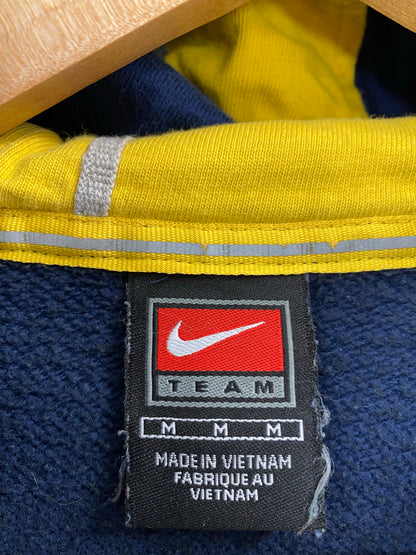 TEAM
M M M
MADE IN VIETNAM
FABRIQUE AU
VIETNAM